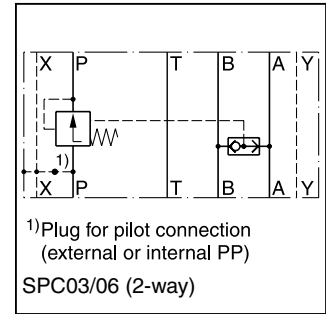 X P T B A Y
1)
X P T B A Y
1)Plug for pilot connection
(external or internal PP)
SPC03/06 (2-way)